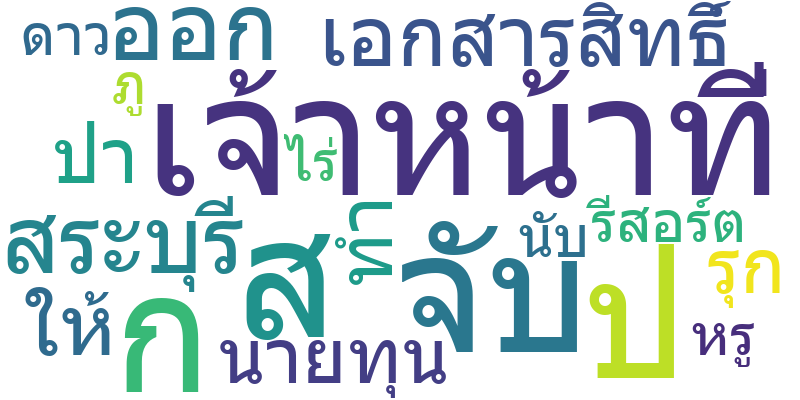 ดาว
ออก
เอกสารสิทธิ์
ภู
เจ้าหน้าที่
ป่า
ไร่
สระบุรี
ส
ทำ
จับ
นับ
รีสอร์ต
รุก
ป
ให้
ก
นายทุน
หรู